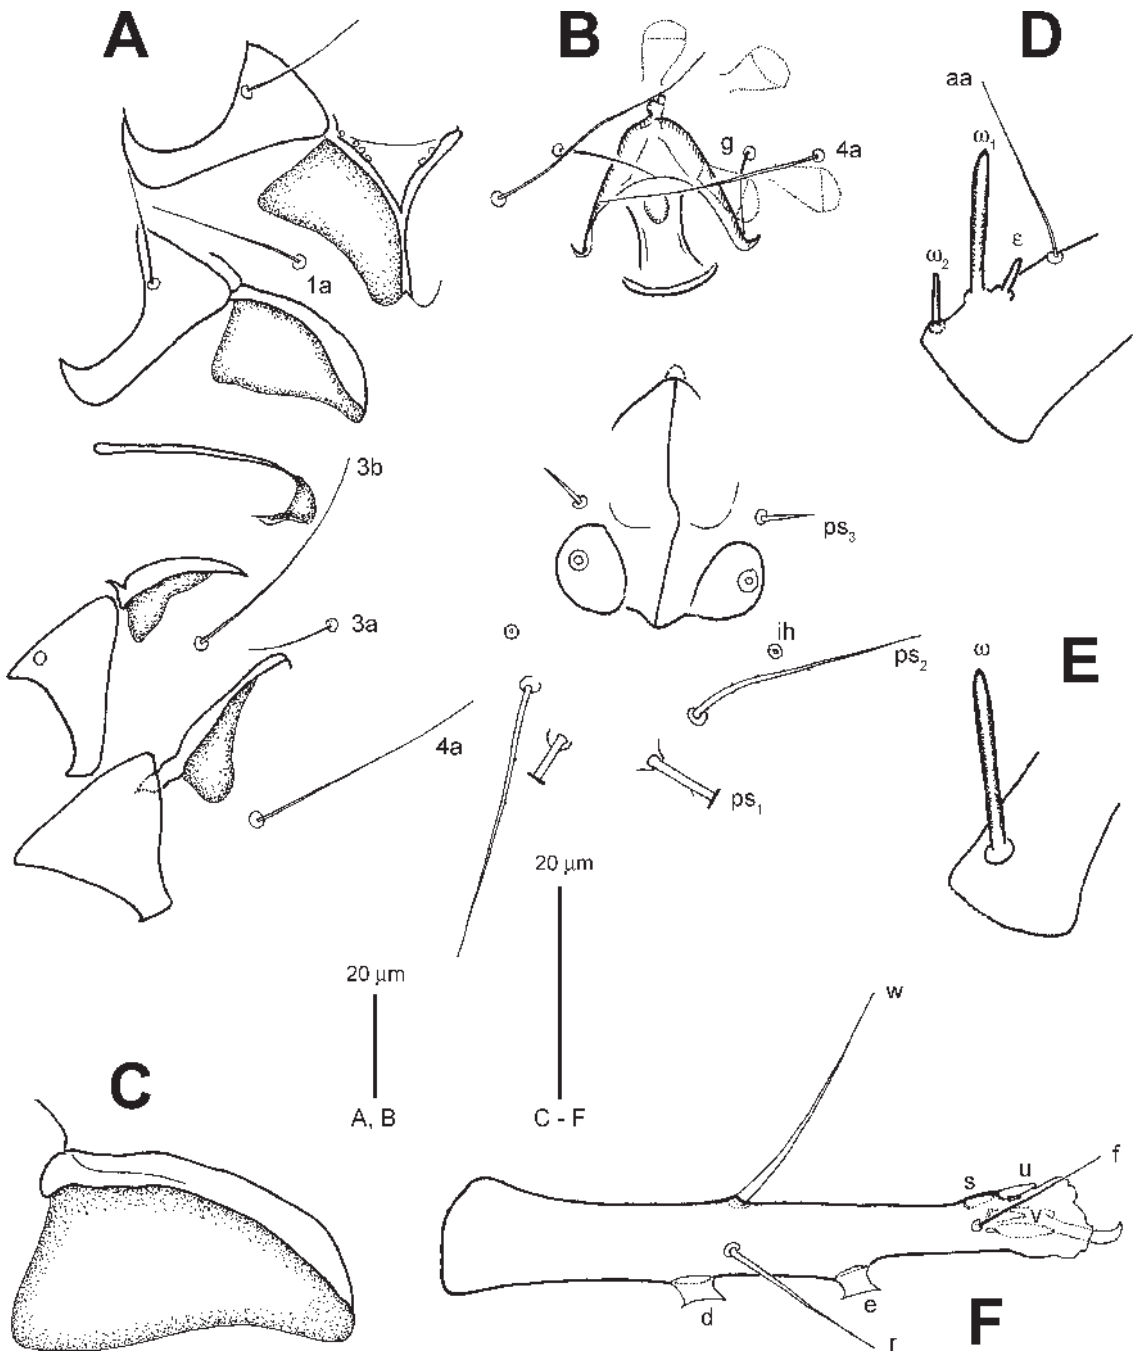 A
B
D
aa
ω1
g
4a
ε
ω2
1a
3b
ps3
3a
ih
ps2
ω
E
4a
ps1
20 µm
20 µm
w
C
A, B
C - F
f
s
u
v
d
e
F
r